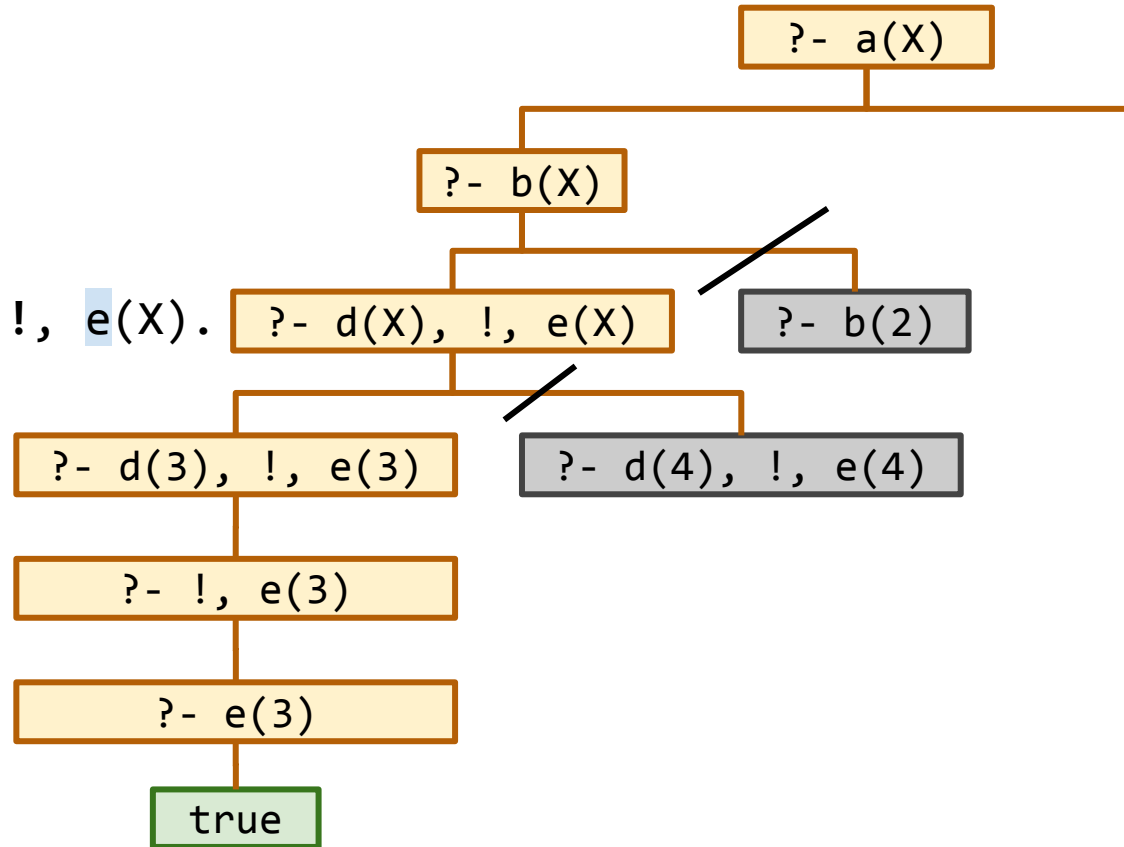 ?- a(X)
?- b(X)
!, e(X).
?- d(X), !, e(X)
?- b(2)
?- d(3), !, e(3)
?- d(4), !, e(4)
?- !, e(3)
?- e(3)
true